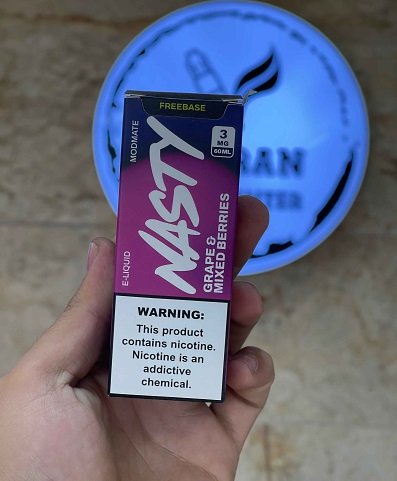 FREEBASE
MODMATE
3
MG
60ML
NASTY
E-LIQUID
GRAPE &
MIXED BERRIES
WARNING:
This product
contains nicotine.
Nicotine is an
addictive
chemical.